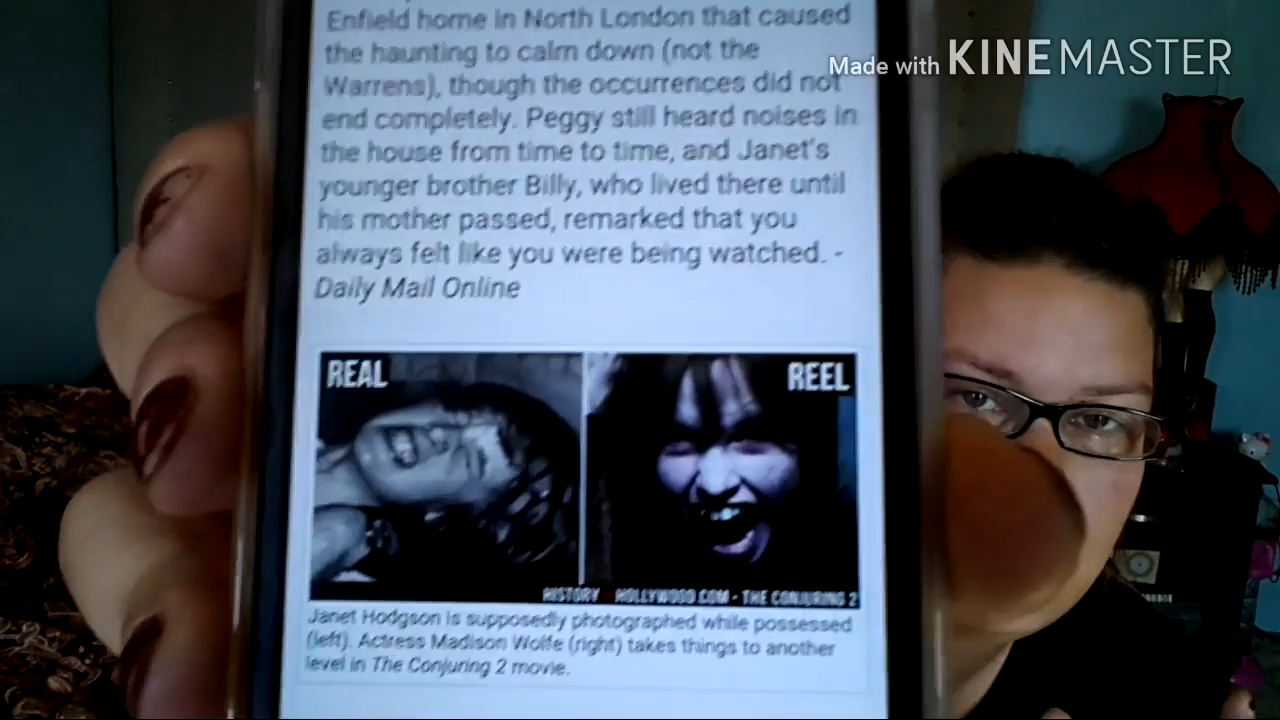 Enfield home in North London that caused
the haunting to calm down (not the
Warrens), though the occurrences did not
end completely. Peggy still heard noises in
the house from time to time, and Janet's
younger brother Billy, who lived there until
his mother passed, remarked that you
always felt like you were being watched. -
Daily Mail Online
Made with KINEMASTER
REAL
REEL
HISTORY HOLLYWOOD.COM - THE CONJURING 2
Janet Hodgson is supposedly photographed while possessed
(left). Actress Madison Wolfe (right) takes things to another
level in The Conjuring 2 movie.